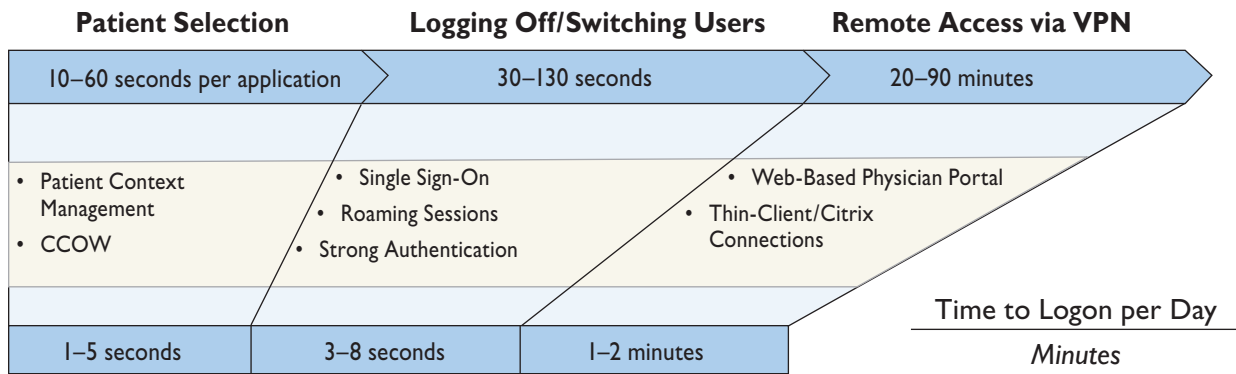 Patient Selection
Logging Off/Switching Users
Remote Access via VPN
10–60 seconds per application
30–130 seconds
20–90 minutes
• Patient Context
Management
• CCOW
• Single Sign-On
• Roaming Sessions
• Strong Authentication
• Web-Based Physician Portal
• Thin-Client/Citrix
Connections
1–5 seconds
3–8 seconds
1–2 minutes
Time to Logon per Day
Minutes